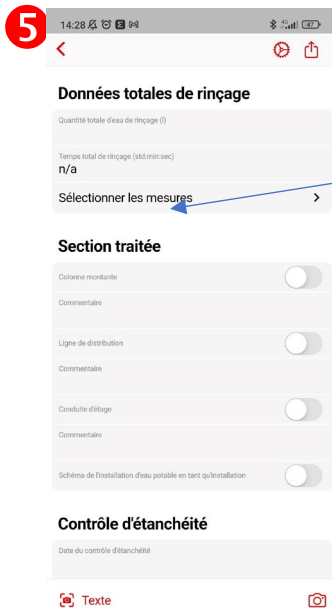 5
14:28
4G 47
Données totales de rinçage
Quantité totale d'eau de rinçage (l)
Temps total de rinçage (std:min:sec)
n/a
Sélectionner les mesures
Section traitée
Colonne montante
Commentaire
Ligne de distribution
Commentaire
Conduite d'étage
Commentaire
Schéma de l'installation d'eau potable en tant qu'installation
Contrôle d'étanchéité
Date du contrôle d'étanchéité
Texte